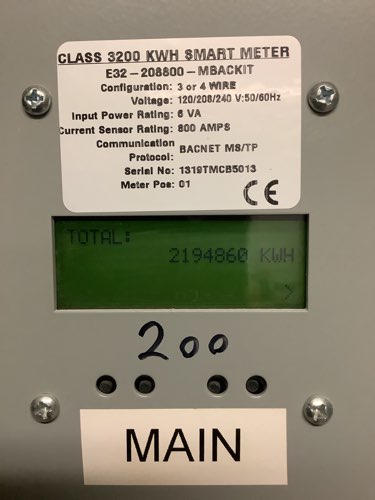 CLASS 3200 KWH SMART METER
E32-208800-MBACKIT
Configuration: 3 or 4 WIRE
Voltage: 120/208/240 V:50/60Hz
Input Power Rating: 6 VA
Current Sensor Rating: 800 AMPS
Communication Protocol: BACNET MS/TP
Serial No: 1319TMCB5013
Meter Pos: 01
CE
TOTAL:
2194860 KWH
>
200
MAIN